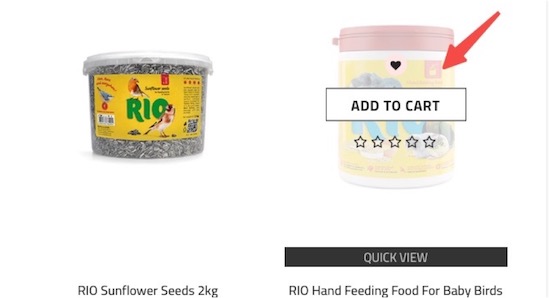 Sunflower seeds
RIO
ADD TO CART
RIO
QUICK VIEW
RIO Sunflower Seeds 2kg
RIO Hand Feeding Food For Baby Birds